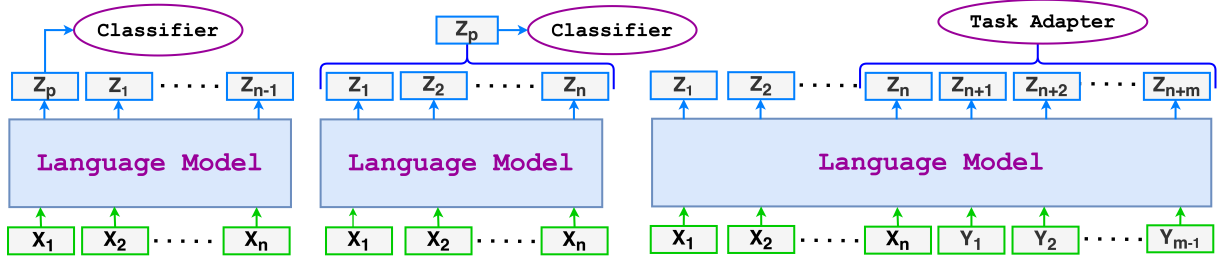 Classifier
Zp Z1 ..... Zn-1
Language Model
X1 X2 ..... Xn
Zp Classifier
Z1 Z2 ..... Zn
Language Model
X1 X2 ..... Xn
Task Adapter
Z1 Z2 ..... Zn Zn+1 Zn+2 ..... Zn+m
Language Model
X1 X2 ..... Xn Y1 Y2 ..... Ym-1